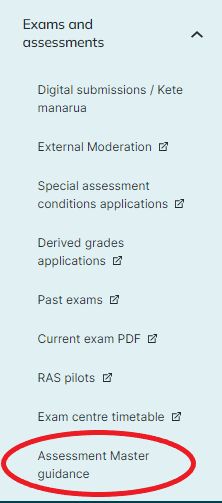 Exams and
assessments
Digital submissions / Kete
manarua
External Moderation
Special assessment
conditions applications
Derived grades
applications
Past exams
Current exam PDF
RAS pilots
Exam centre timetable
Assessment Master
guidance